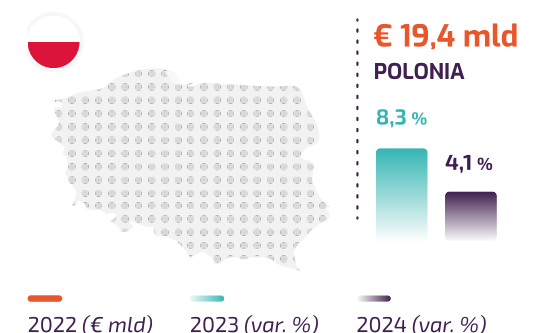 € 19,4 mld
POLONIA
8,3 %
4,1 %
2022 (€ mld) 2023 (var. %) 2024 (var. %)